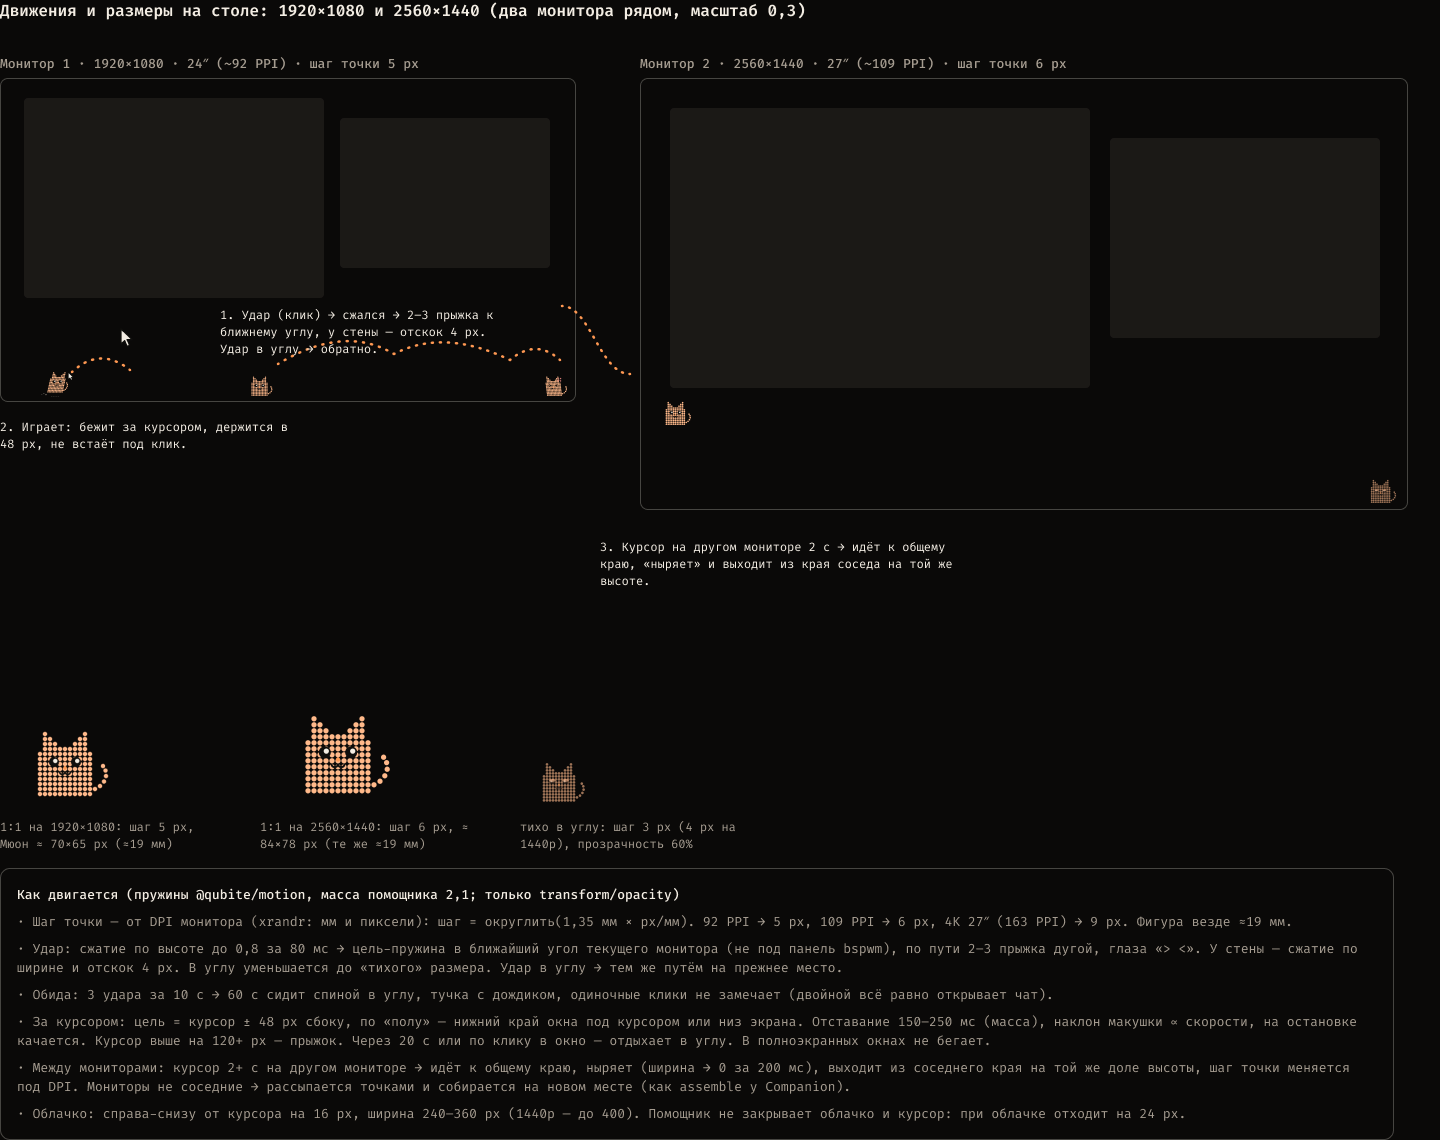 Движения и размеры на столе: 1920×1080 и 2560×1440 (два монитора рядом, масштаб 0,3)
Монитор 1 · 1920×1080 · 24″ (~92 PPI) · шаг точки 5 px
Монитор 2 · 2560×1440 · 27″ (~109 PPI) · шаг точки 6 px
1. Удар (клик) → сжался → 2–3 прыжка к
ближнему углу, у стены — отскок 4 px.
Удар в углу → обратно.
2. Играет: бежит за курсором, держится в
48 px, не встаёт под клик.
3. Курсор на другом мониторе 2 с → идёт к общему
краю, «ныряет» и выходит из края соседа на той же
высоте.
1:1 на 1920×1080: шаг 5 px,
Мюон ≈ 70×65 px (≈19 мм)
1:1 на 2560×1440: шаг 6 px, ≈
84×78 px (те же ≈19 мм)
тихо в углу: шаг 3 px (4 px на
1440p), прозрачность 60%
Как двигается (пружины @qubite/motion, масса помощника 2,1; только transform/opacity)
· Шаг точки — от DPI монитора (xrandr: мм и пиксели): шаг = округлить(1,35 мм × px/мм). 92 PPI → 5 px, 109 PPI → 6 px, 4K 27″ (163 PPI) → 9 px. Фигура везде ≈19 мм.
· Удар: сжатие по высоте до 0,8 за 80 мс → цель-пружина в ближайший угол текущего монитора (не под панель bspwm), по пути 2–3 прыжка дугой, глаза «> <». У стены — сжатие по
ширине и отскок 4 px. В углу уменьшается до «тихого» размера. Удар в углу → тем же путём на прежнее место.
· Обида: 3 удара за 10 с → 60 с сидит спиной в углу, тучка с дождиком, одиночные клики не замечает (двойной всё равно открывает чат).
· За курсором: цель = курсор ± 48 px сбоку, по «полу» — нижний край окна под курсором или низ экрана. Отставание 150–250 мс (масса), наклон макушки ∝ скорости, на остановке
качается. Курсор выше на 120+ px — прыжок. Через 20 с или по клику в окно — отдыхает в углу. В полноэкранных окнах не бегает.
· Между мониторами: курсор 2+ с на другом мониторе → идёт к общему краю, ныряет (ширина → 0 за 200 мс), выходит из соседнего края на той же доле высоты, шаг точки меняется
под DPI. Мониторы не соседние → рассыпается точками и собирается на новом месте (как assemble у Companion).
· Облачко: справа-снизу от курсора на 16 px, ширина 240–360 px (1440p — до 400). Помощник не закрывает облачко и курсор: при облачке отходит на 24 px.